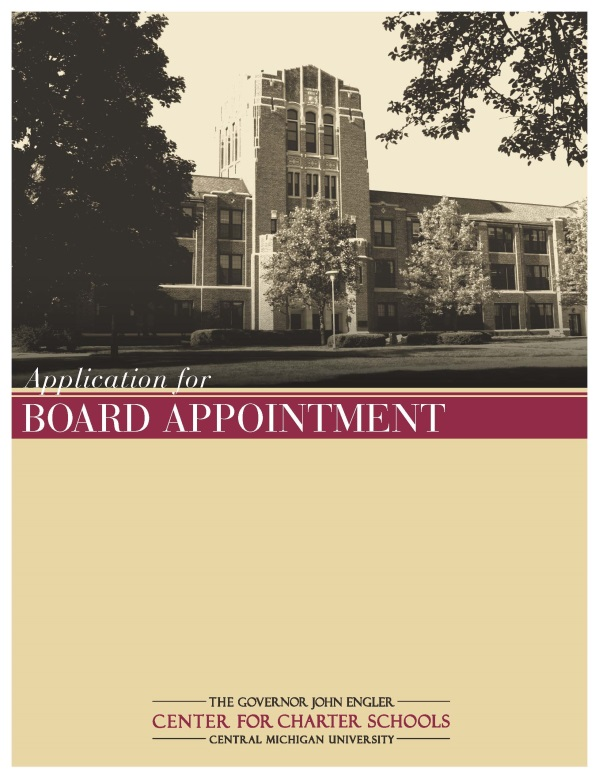 Application for
BOARD APPOINTMENT
THE GOVERNOR JOHN ENGLER
CENTER FOR CHARTER SCHOOLS
CENTRAL MICHIGAN UNIVERSITY